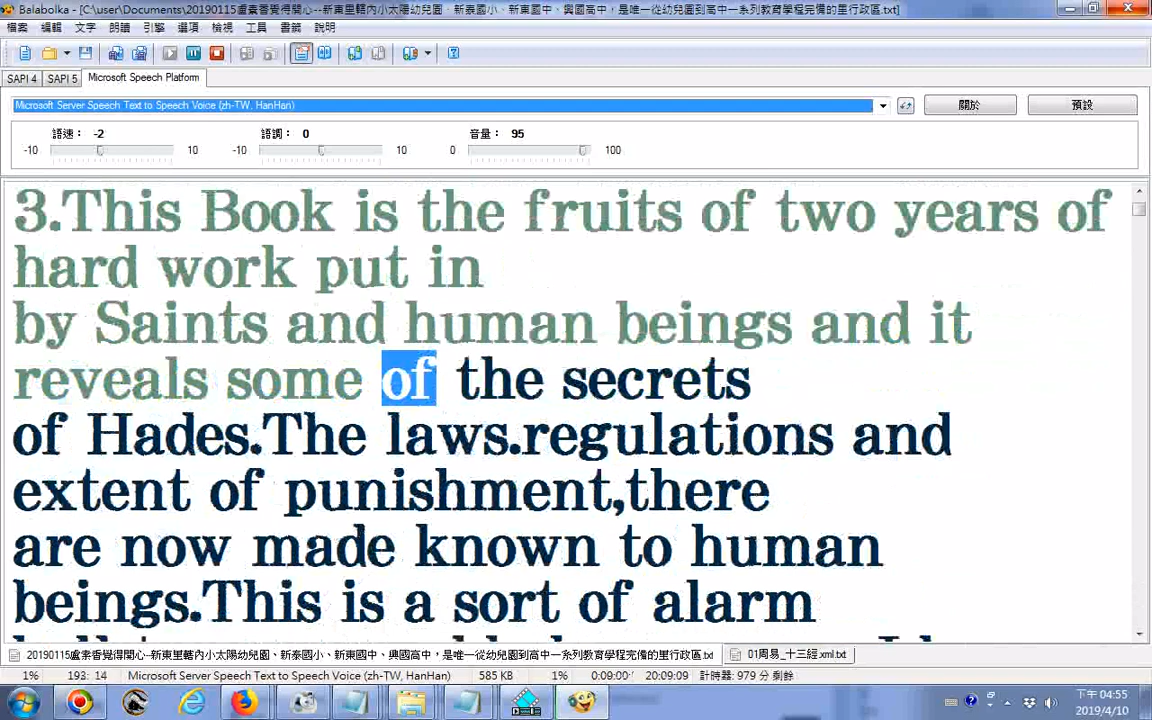 Balabolka - [C:\user\Documents\20190115盧素香覺得開心--新東里轄內小太陽幼兒園、新泰國小、新東國中、興國高中，是唯一從幼兒園到高中一系列教育學程完備的里行政區.txt]
檔案 編輯 文字 朗讀 引擎 選項 檢視 工具 書籤 說明
SAPI 4 SAPI 5 Microsoft Speech Platform
Microsoft Server Speech Text to Speech Voice (zh-TW, HanHan) 關於 預設
語速： -2 語調： 0 音量： 95
-10 10 -10 10 0 100
3.This Book is the fruits of two years of
hard work put in
by Saints and human beings and it
reveals some of the secrets
of Hades.The laws.regulations and
extent of punishment,there
are now made known to human
beings.This is a sort of alarm
20190115盧素香覺得開心--新東里轄內小太陽幼兒園、新泰國小、新東國中、興國高中，是唯一從幼兒園到高中一系列教育學程完備的里行政區.txt 01周易_十三經.xml.txt
1% 193: 14 Microsoft Server Speech Text to Speech Voice (zh-TW, HanHan) 585 KB 1% 0:09:00 20:09:09 計時器: 979 分 剩餘
下午 04:55
2019/4/10